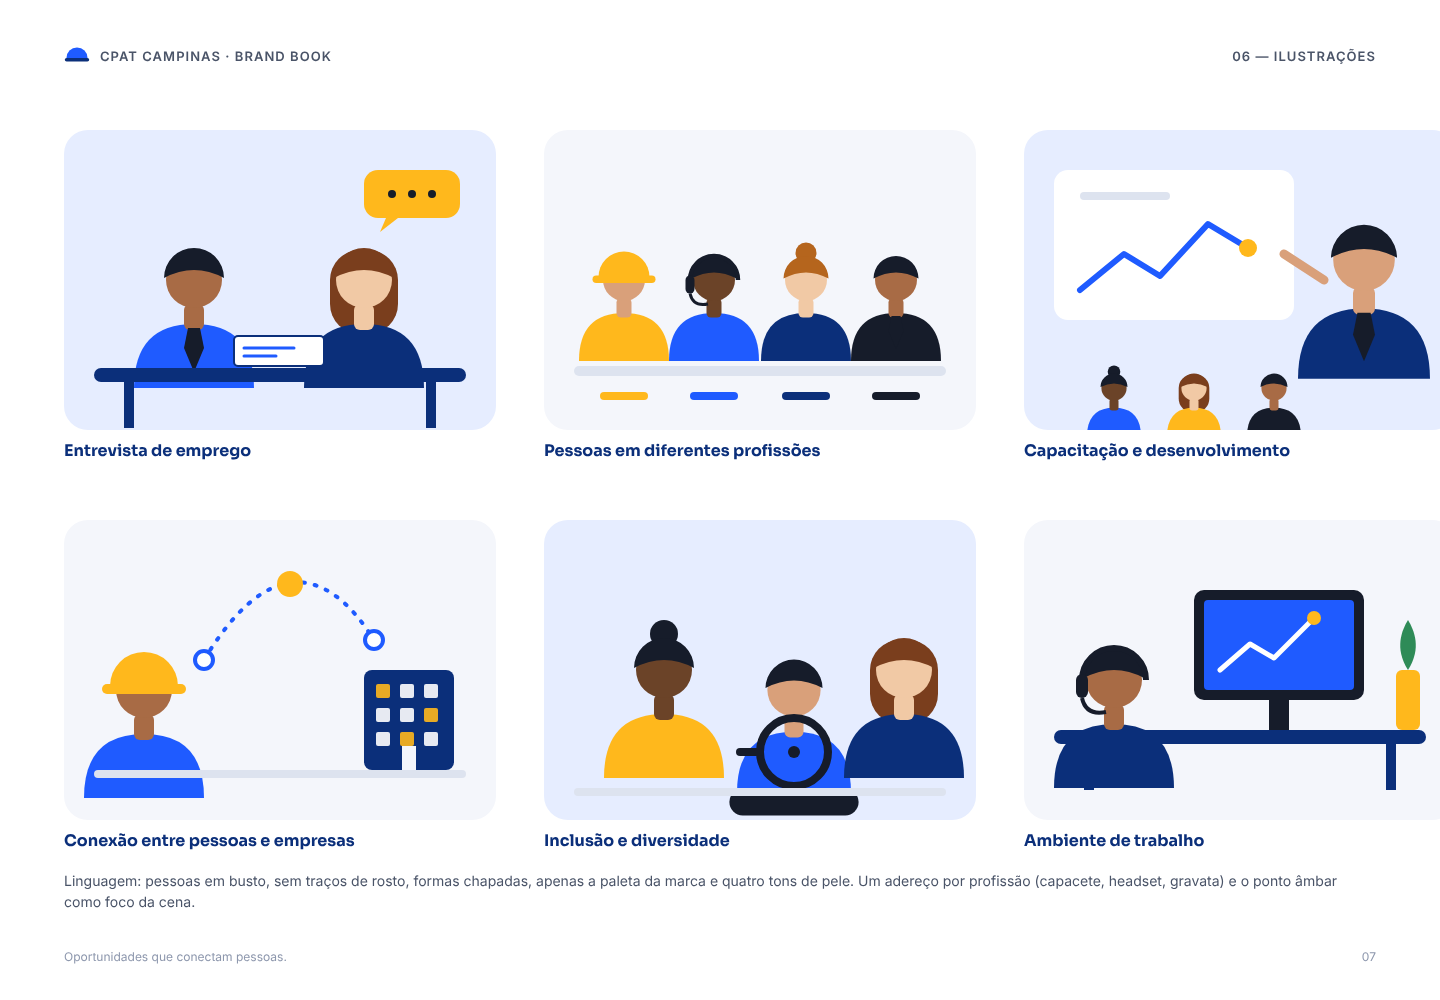 CPAT CAMPINAS · BRAND BOOK
06 — ILUSTRAÇÕES
Entrevista de emprego
Pessoas em diferentes profissões
Capacitação e desenvolvimento
Conexão entre pessoas e empresas
Inclusão e diversidade
Ambiente de trabalho
Linguagem: pessoas em busto, sem traços de rosto, formas chapadas, apenas a paleta da marca e quatro tons de pele. Um adereço por profissão (capacete, headset, gravata) e o ponto âmbar
como foco da cena.
Oportunidades que conectam pessoas.
07